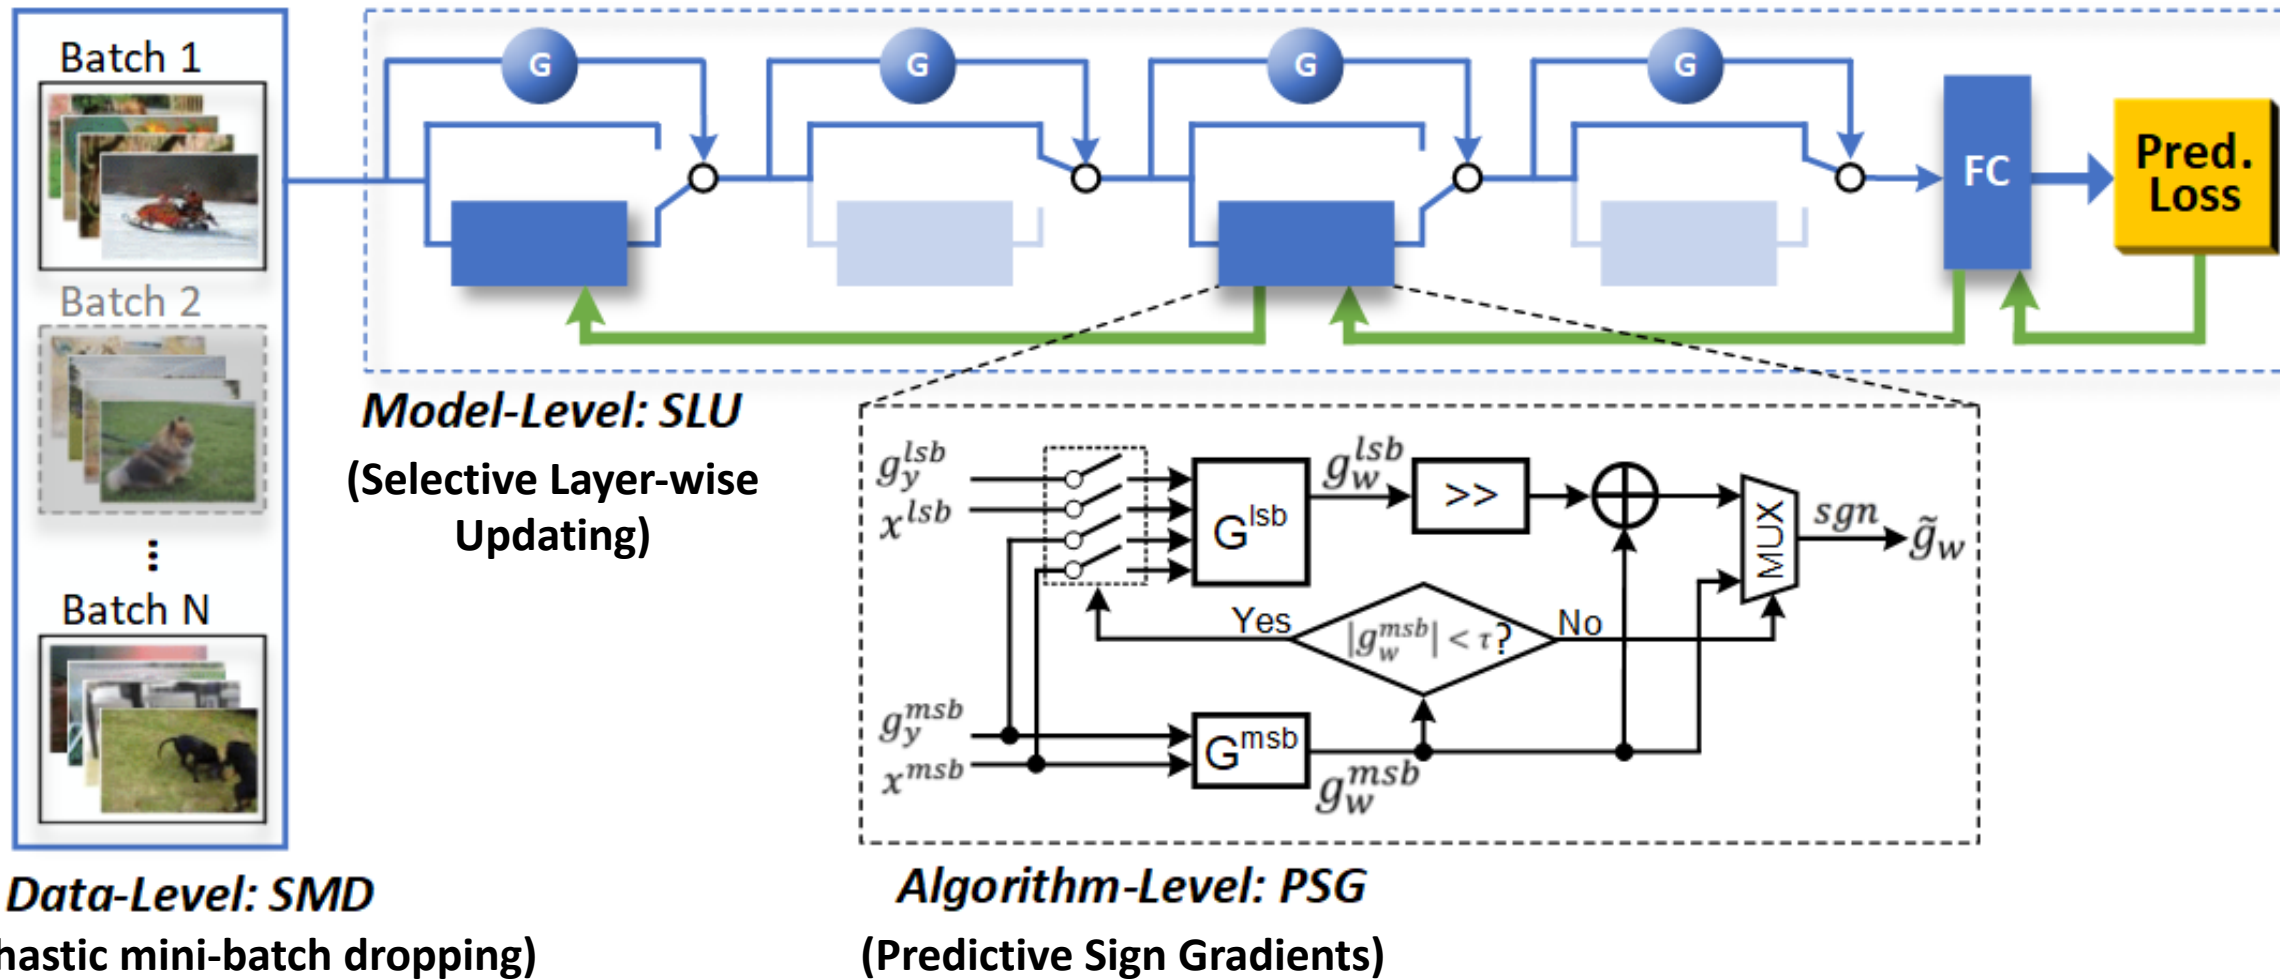 Batch 1
Batch 2
...
Batch N
Data-Level: SMD
hastic mini-batch dropping)
G
G
G
G
FC
Pred.
Loss
Model-Level: SLU
(Selective Layer-wise
Updating)
g_y^{lsb}
x^{lsb}
G^{lsb}
g_w^{lsb}
>>
MUX
sgn
g̃_w
Yes
|g_w^{msb}| < τ?
No
g_y^{msb}
x^{msb}
G^{msb}
g_w^{msb}
Algorithm-Level: PSG
(Predictive Sign Gradients)